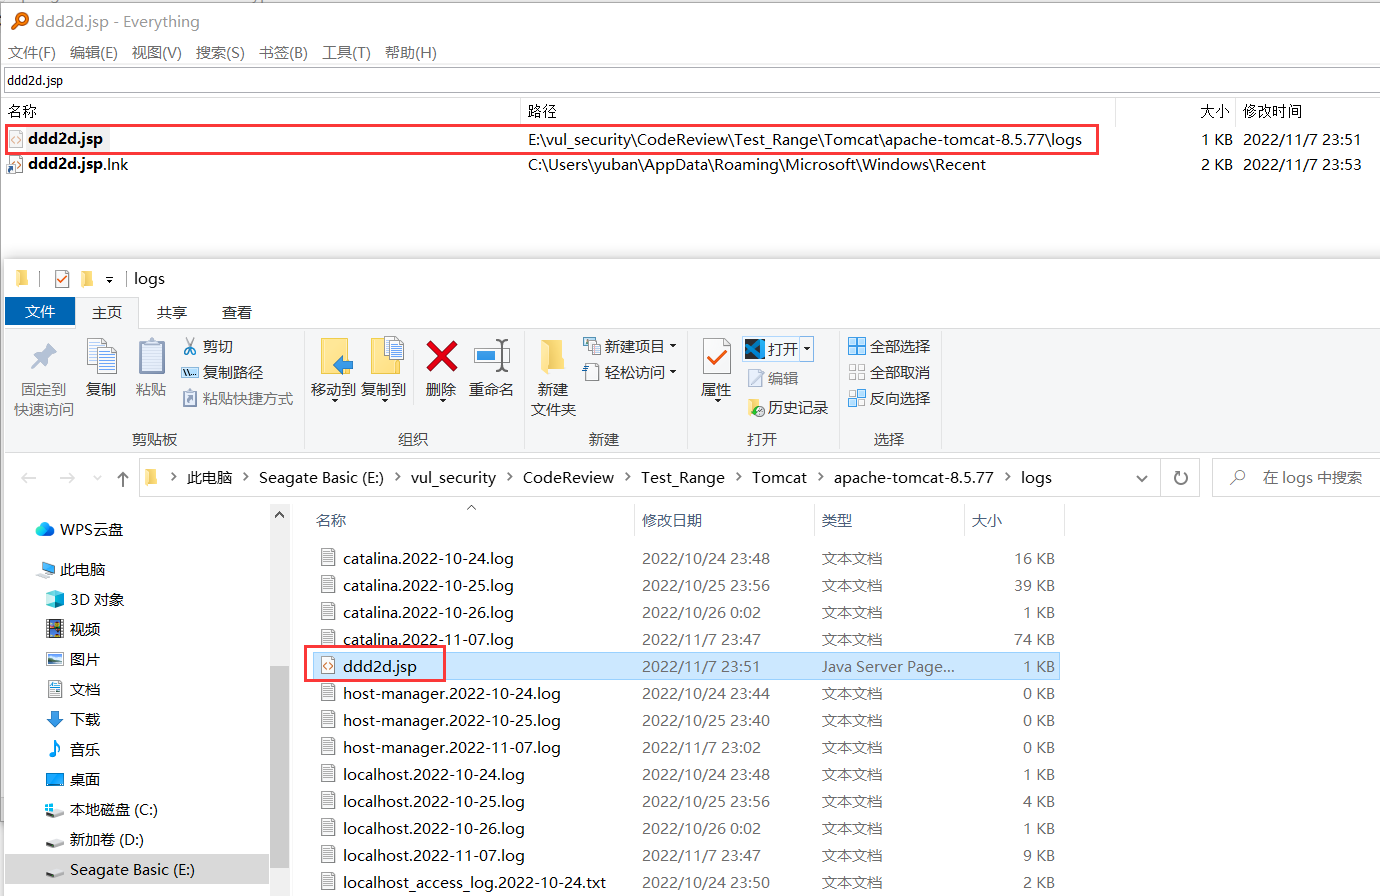 ddd2d.jsp - Everything
文件(F) 编辑(E) 视图(V) 搜索(S) 书签(B) 工具(T) 帮助(H)
ddd2d.jsp
名称 路径 大小 修改时间
ddd2d.jsp E:\vul_security\CodeReview\Test_Range\Tomcat\apache-tomcat-8.5.77\logs 1 KB 2022/11/7 23:51
ddd2d.jsp.lnk C:\Users\yuban\AppData\Roaming\Microsoft\Windows\Recent 2 KB 2022/11/7 23:53
logs
文件 主页 共享 查看
固定到快速访问
复制
粘贴
剪切
复制路径
粘贴快捷方式
剪贴板
移动到 复制到 删除 重命名
组织
新建文件夹
新建项目
轻松访问
新建
属性
打开
编辑
历史记录
打开
全部选择
全部取消
反向选择
选择
此电脑 Seagate Basic (E:) vul_security CodeReview Test_Range Tomcat apache-tomcat-8.5.77 logs
在 logs 中搜索
WPS云盘
此电脑
3D 对象
视频
图片
文档
下载
音乐
桌面
本地磁盘 (C:)
新加卷 (D:)
Seagate Basic (E:)
名称 修改日期 类型 大小
catalina.2022-10-24.log 2022/10/24 23:48 文本文档 16 KB
catalina.2022-10-25.log 2022/10/25 23:56 文本文档 39 KB
catalina.2022-10-26.log 2022/10/26 0:02 文本文档 1 KB
catalina.2022-11-07.log 2022/11/7 23:47 文本文档 74 KB
ddd2d.jsp 2022/11/7 23:51 Java Server Page... 1 KB
host-manager.2022-10-24.log 2022/10/24 23:44 文本文档 0 KB
host-manager.2022-10-25.log 2022/10/25 23:40 文本文档 0 KB
host-manager.2022-11-07.log 2022/11/7 23:02 文本文档 0 KB
localhost.2022-10-24.log 2022/10/24 23:48 文本文档 1 KB
localhost.2022-10-25.log 2022/10/25 23:56 文本文档 4 KB
localhost.2022-10-26.log 2022/10/26 0:02 文本文档 1 KB
localhost.2022-11-07.log 2022/11/7 23:47 文本文档 9 KB
localhost_access_log.2022-10-24.txt 2022/10/24 23:50 文本文档 2 KB